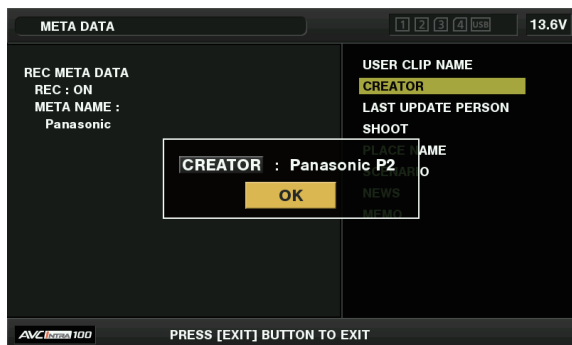 META DATA
1 2 3 4 USB
13.6V
REC META DATA
REC : ON
META NAME :
Panasonic
USER CLIP NAME
CREATOR
LAST UPDATE PERSON
SHOOT
PLACE NAME
SCENARIO
NEWS
MEMO
CREATOR : Panasonic P2
OK
AVC INTRA 100
PRESS [EXIT] BUTTON TO EXIT